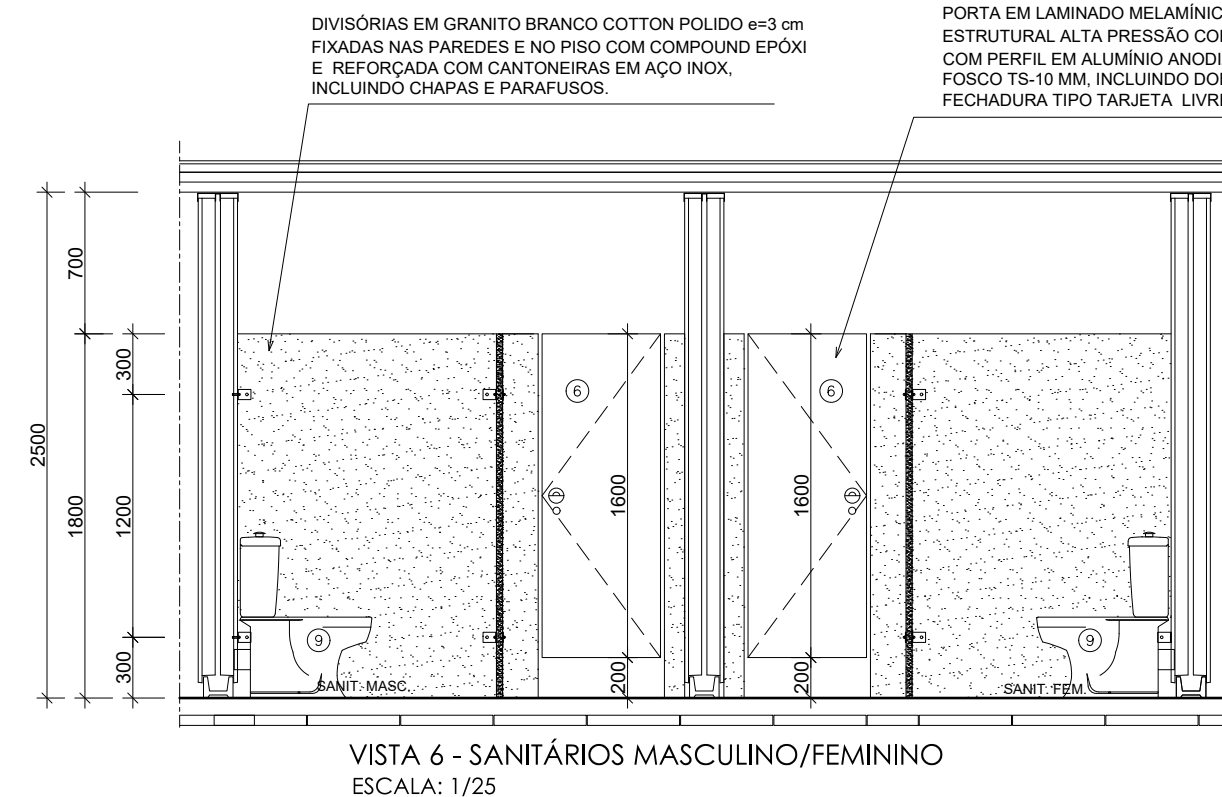 DIVISÓRIAS EM GRANITO BRANCO COTTON POLIDO e=3 cm
FIXADAS NAS PAREDES E NO PISO COM COMPOUND EPÓXI
E REFORÇADA COM CANTONEIRAS EM AÇO INOX,
INCLUINDO CHAPAS E PARAFUSOS.
PORTA EM LAMINADO
ESTRUTURAL ALTA PRESSÃO
COM PERFIL EM ALUMÍNIO
FOSCO TS-10 MM, INCLUINDO
FECHADURA TIPO TARJETA
2500
700
1800
300
1200
300
6
6
1600
1600
200
200
9
9
SANIT. MASC.
SANIT. FEM.
VISTA 6 - SANITÁRIOS MASCULINO/FEMININO
ESCALA: 1/25